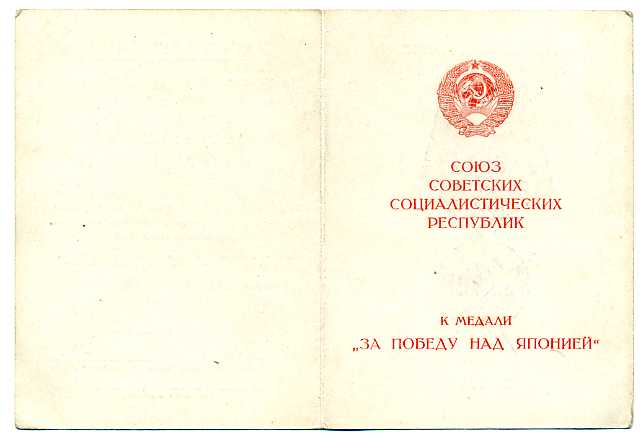 СОЮЗ
СОВЕТСКИХ
СОЦИАЛИСТИЧЕСКИХ
РЕСПУБЛИК
К МЕДАЛИ
„ЗА ПОБЕДУ НАД ЯПОНИЕЙ“